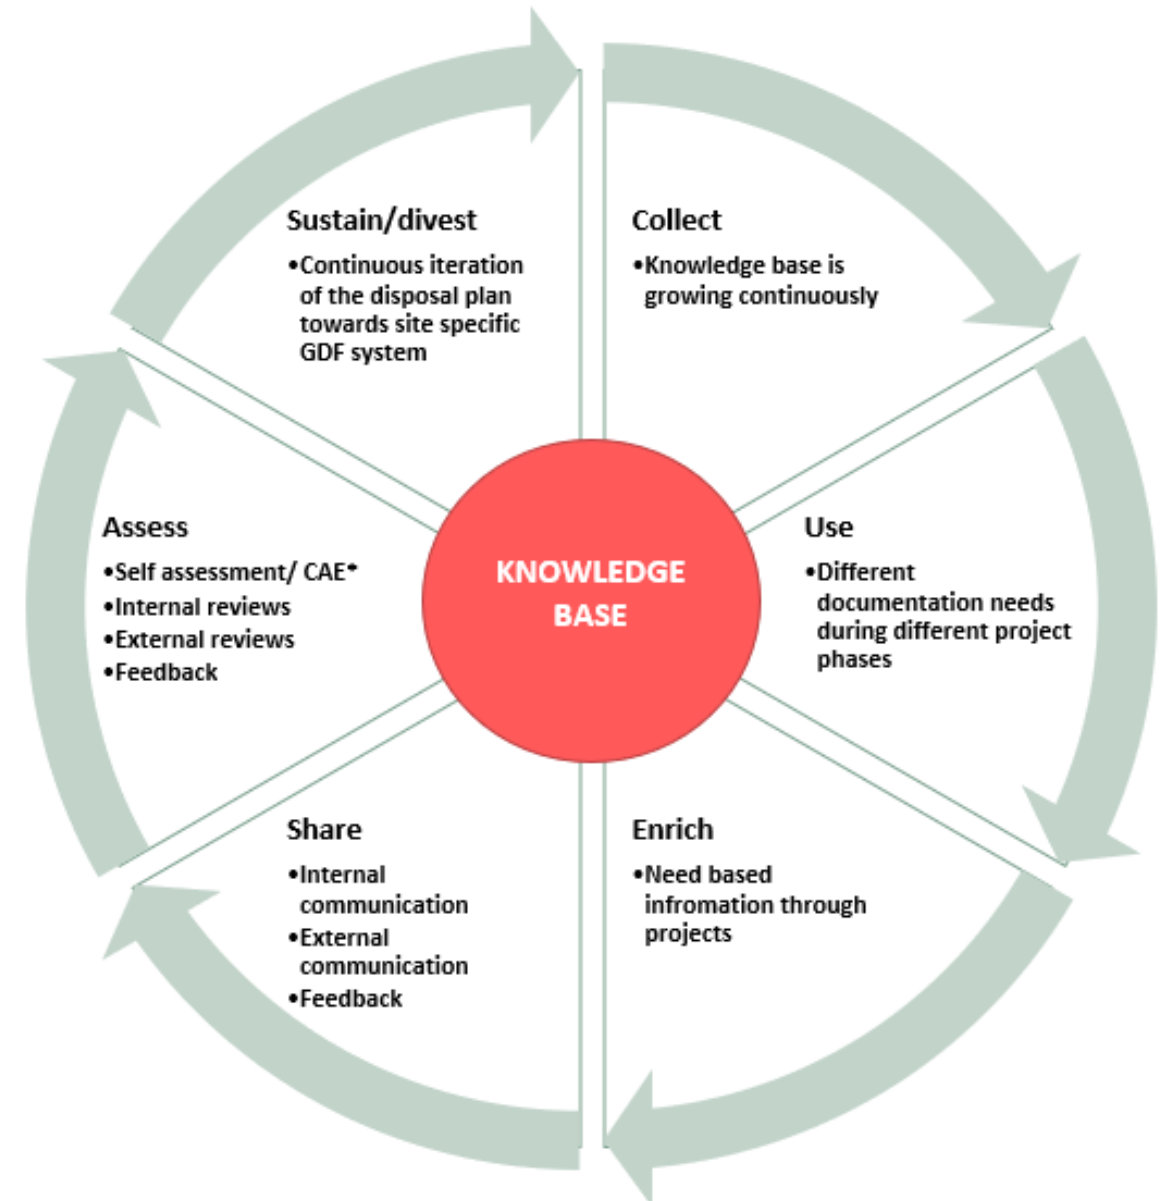 Sustain/divest
•Continuous iteration
of the disposal plan
towards site specific
GDF system
Collect
•Knowledge base is
growing continuously
Assess
•Self assessment/ CAE*
•Internal reviews
•External reviews
•Feedback
KNOWLEDGE
BASE
Use
•Different
documentation needs
during different project
phases
Share
•Internal
communication
•External
communication
•Feedback
Enrich
•Need based
infromation through
projects